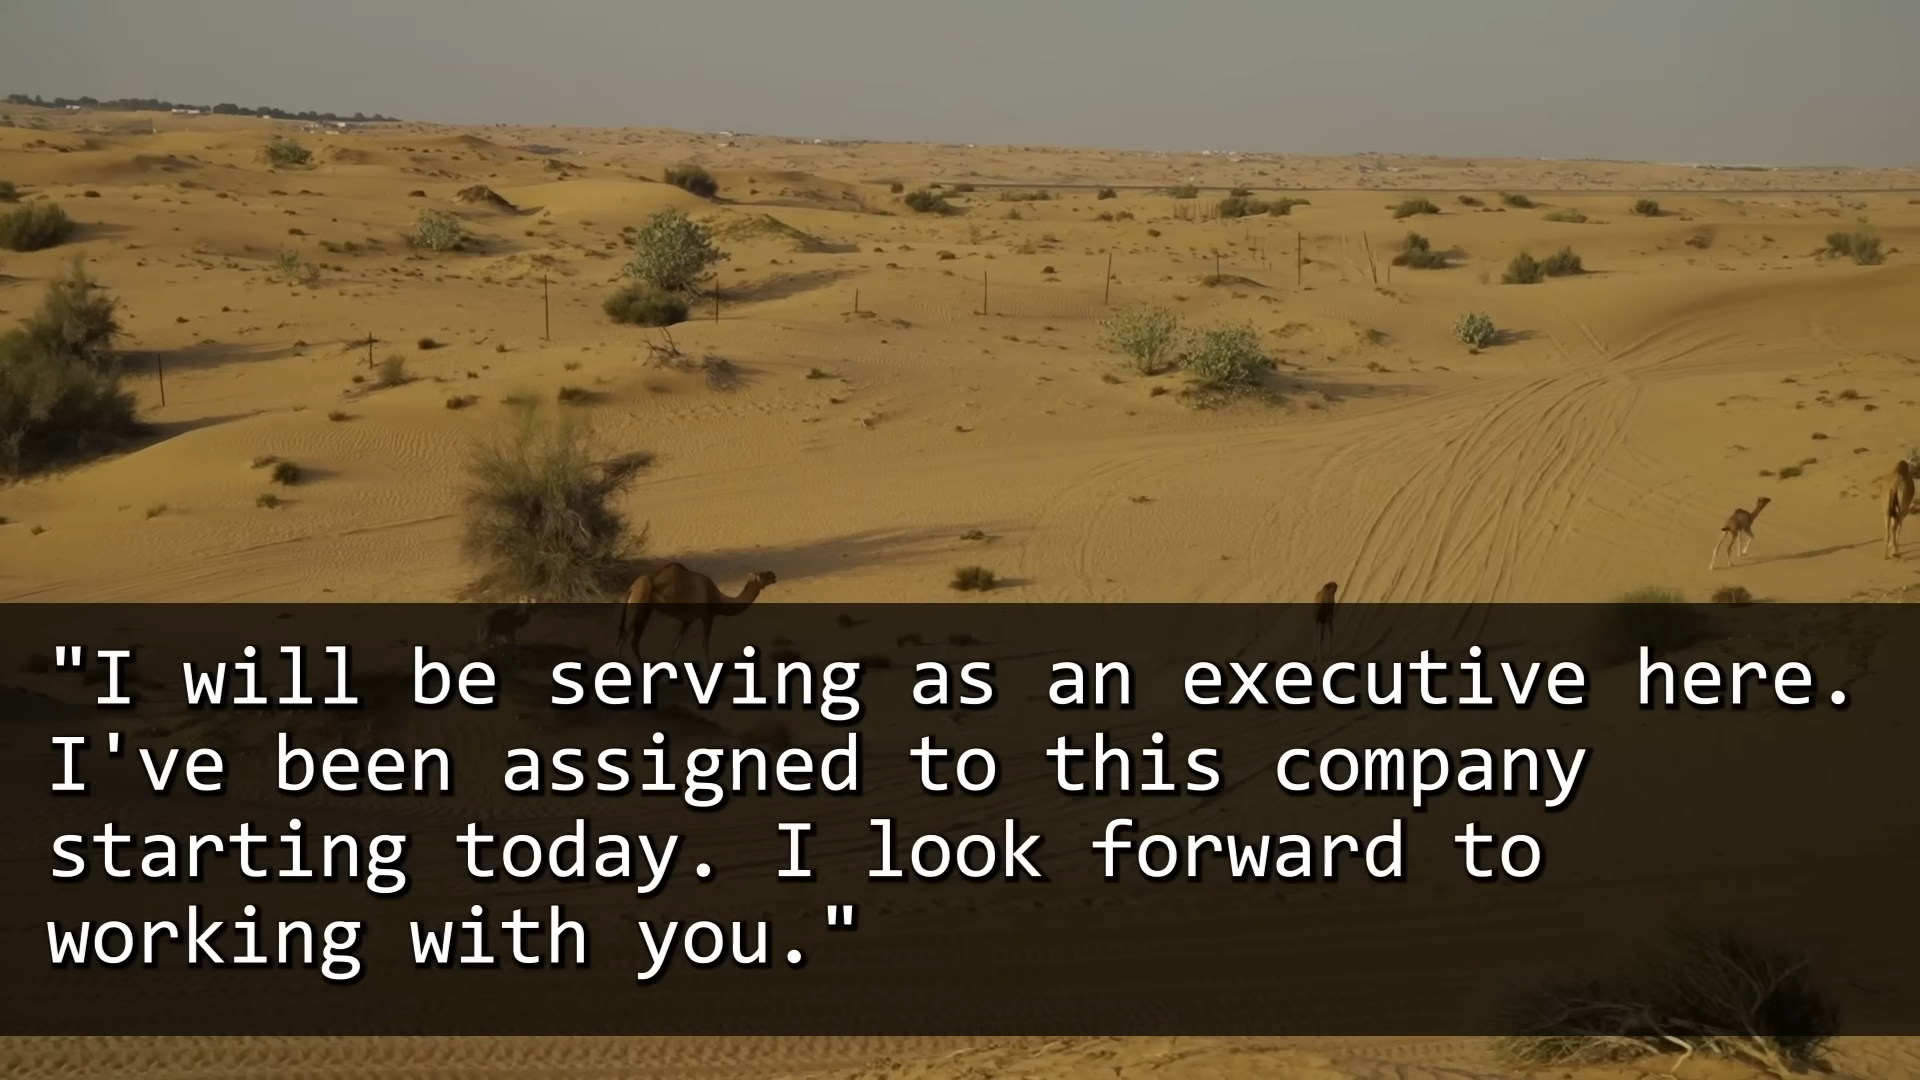 "I will be serving as an executive here.
I've been assigned to this company
starting today. I look forward to
working with you."